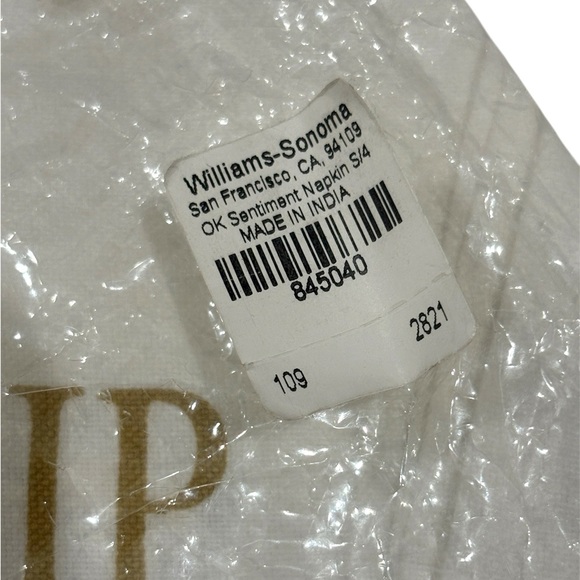 Williams-Sonoma
San Francisco, CA, 94109
OK Sentiment Napkin S/4
MADE IN INDIA
845040
109 2821
IP